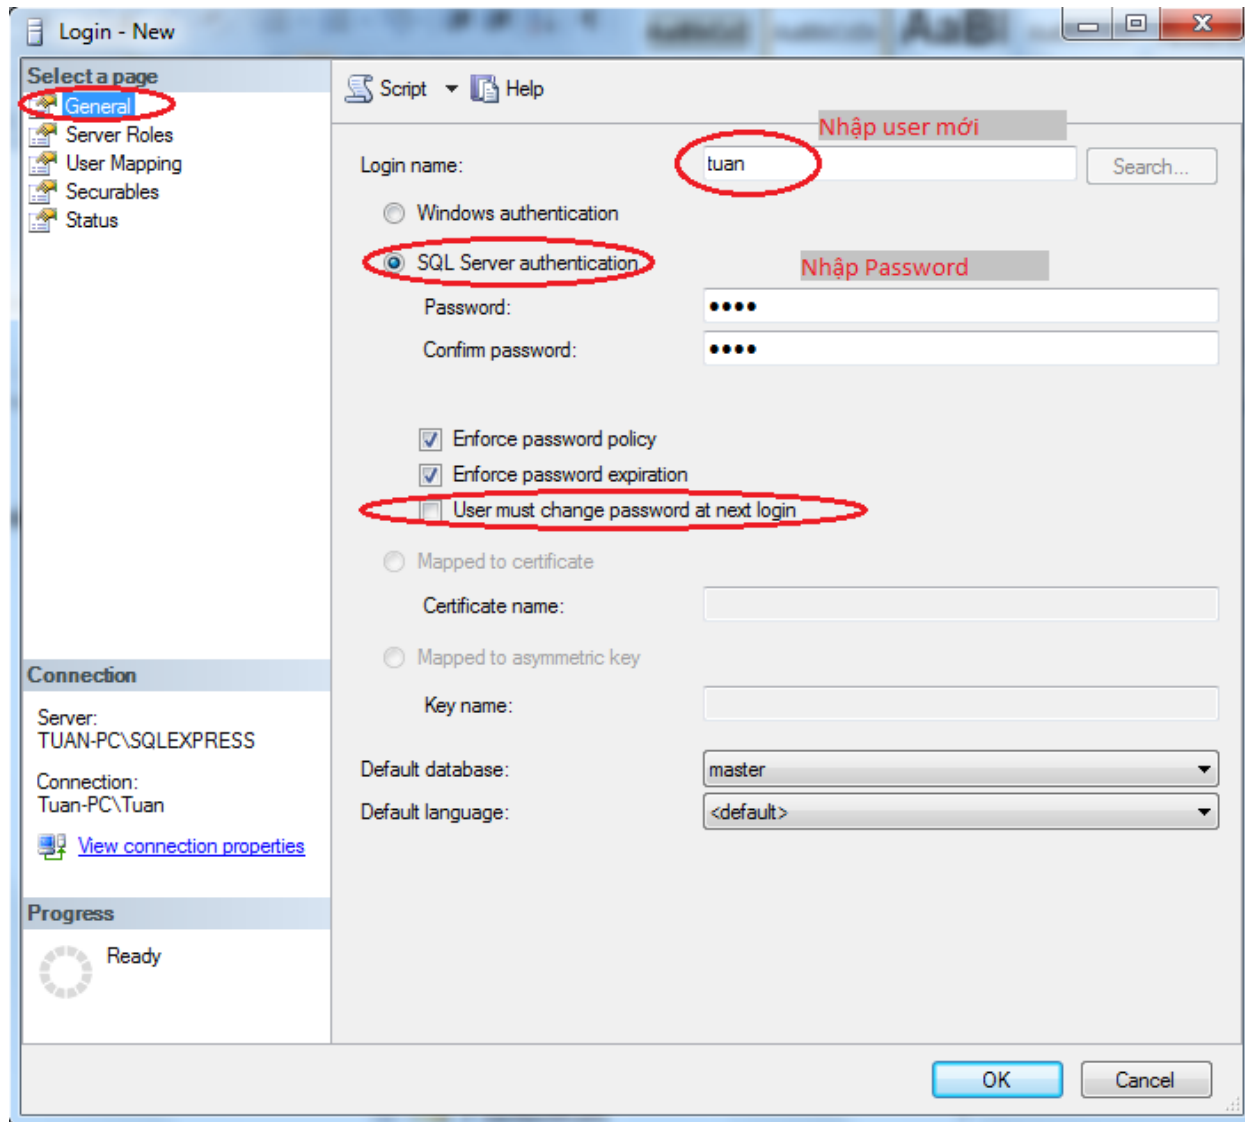 Login - New
Select a page
General
Server Roles
User Mapping
Securables
Status
Connection
Server:
TUAN-PC\SQLEXPRESS
Connection:
Tuan-PC\Tuan
View connection properties
Progress
Ready
Script Help
Nhập user mới
Login name: tuan Search...
Windows authentication
SQL Server authentication
Nhập Password
Password: ●●●●
Confirm password: ●●●●
Enforce password policy
Enforce password expiration
User must change password at next login
Mapped to certificate
Certificate name:
Mapped to asymmetric key
Key name:
Default database: master
Default language: <default>
OK Cancel